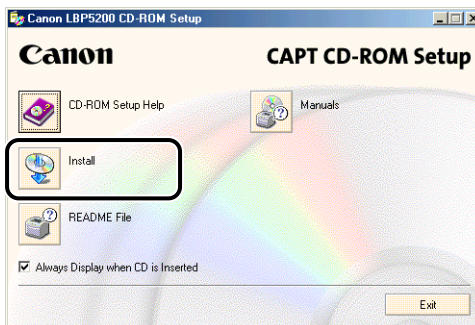 Canon LBP5200 CD-ROM Setup
Canon
CAPT CD-ROM Setup
CD-ROM Setup Help
Manuals
Install
README File
Always Display when CD is Inserted
Exit